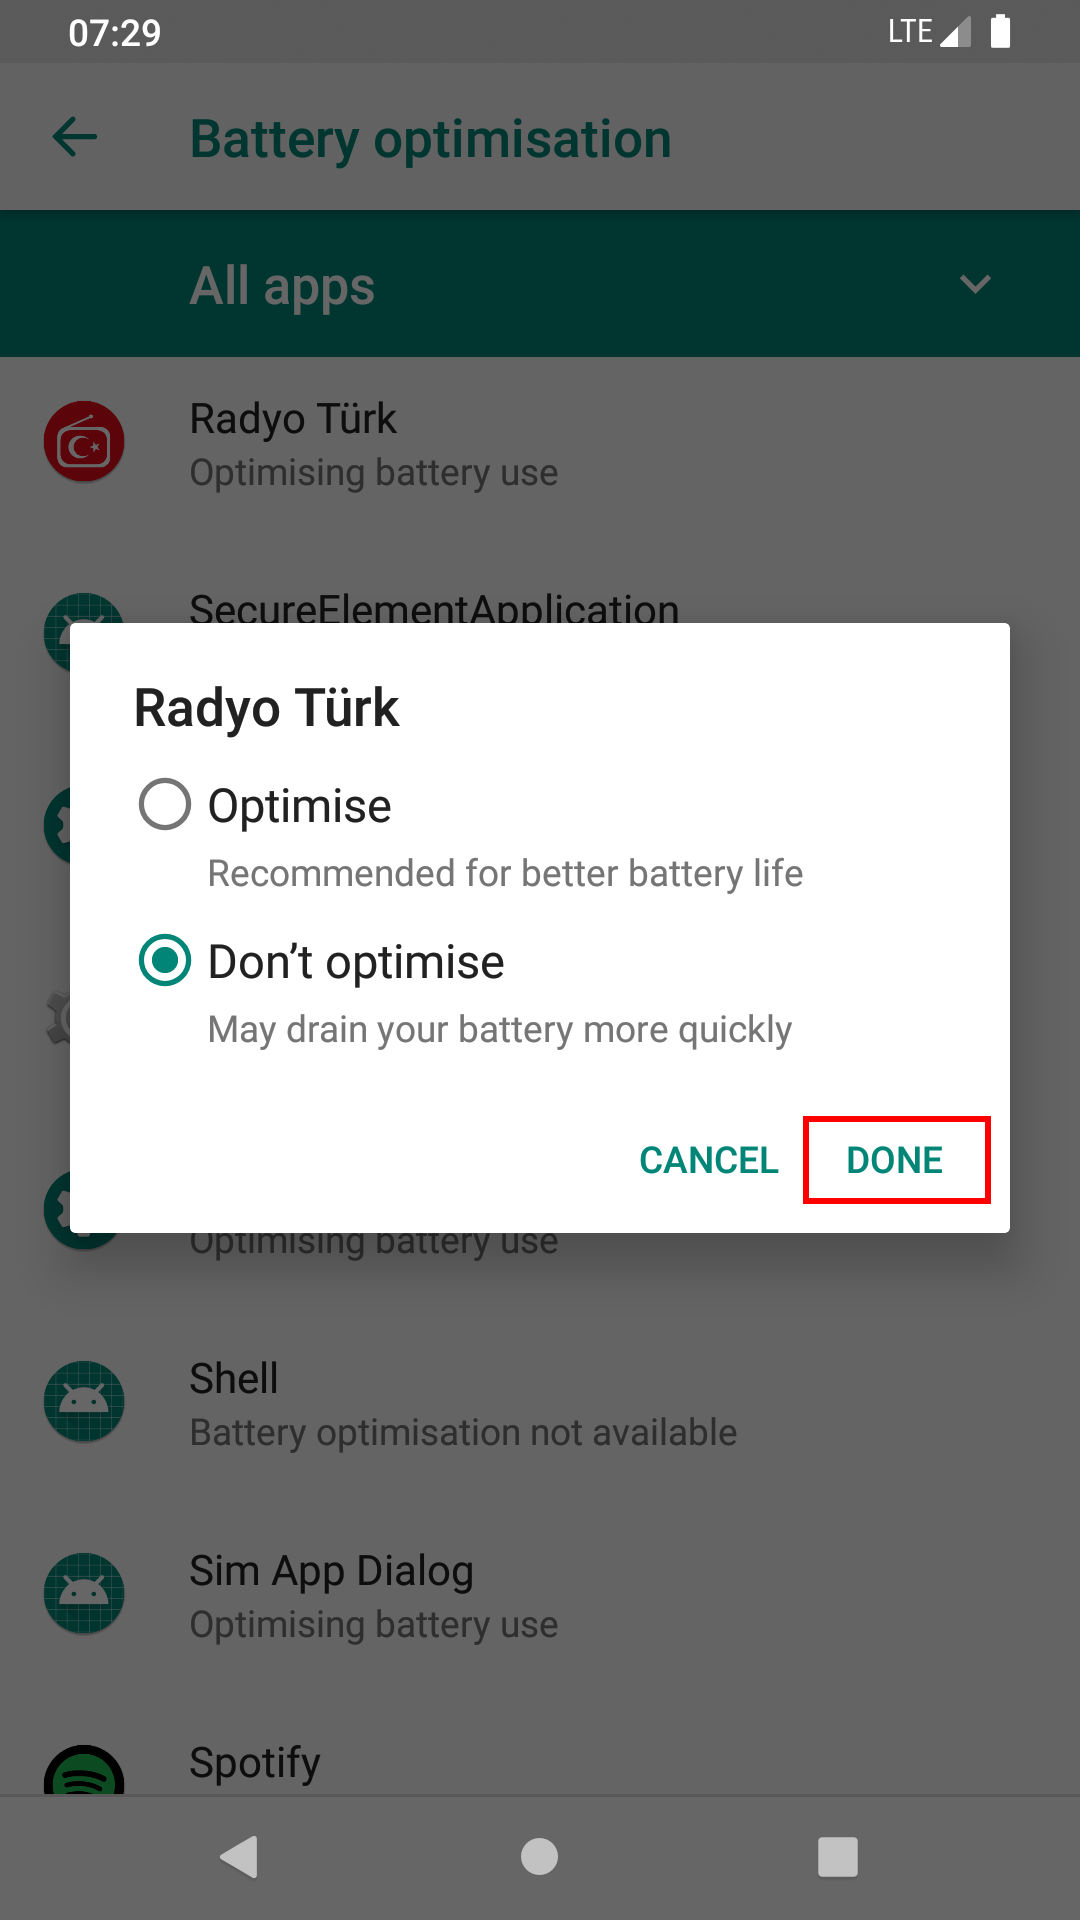 07:29
LTE
Battery optimisation
All apps
Radyo Türk
Optimising battery use
SecureElementApplication
Radyo Türk
Optimise
Recommended for better battery life
Don’t optimise
May drain your battery more quickly
CANCEL
DONE
Optimising battery use
Shell
Battery optimisation not available
Sim App Dialog
Optimising battery use
Spotify